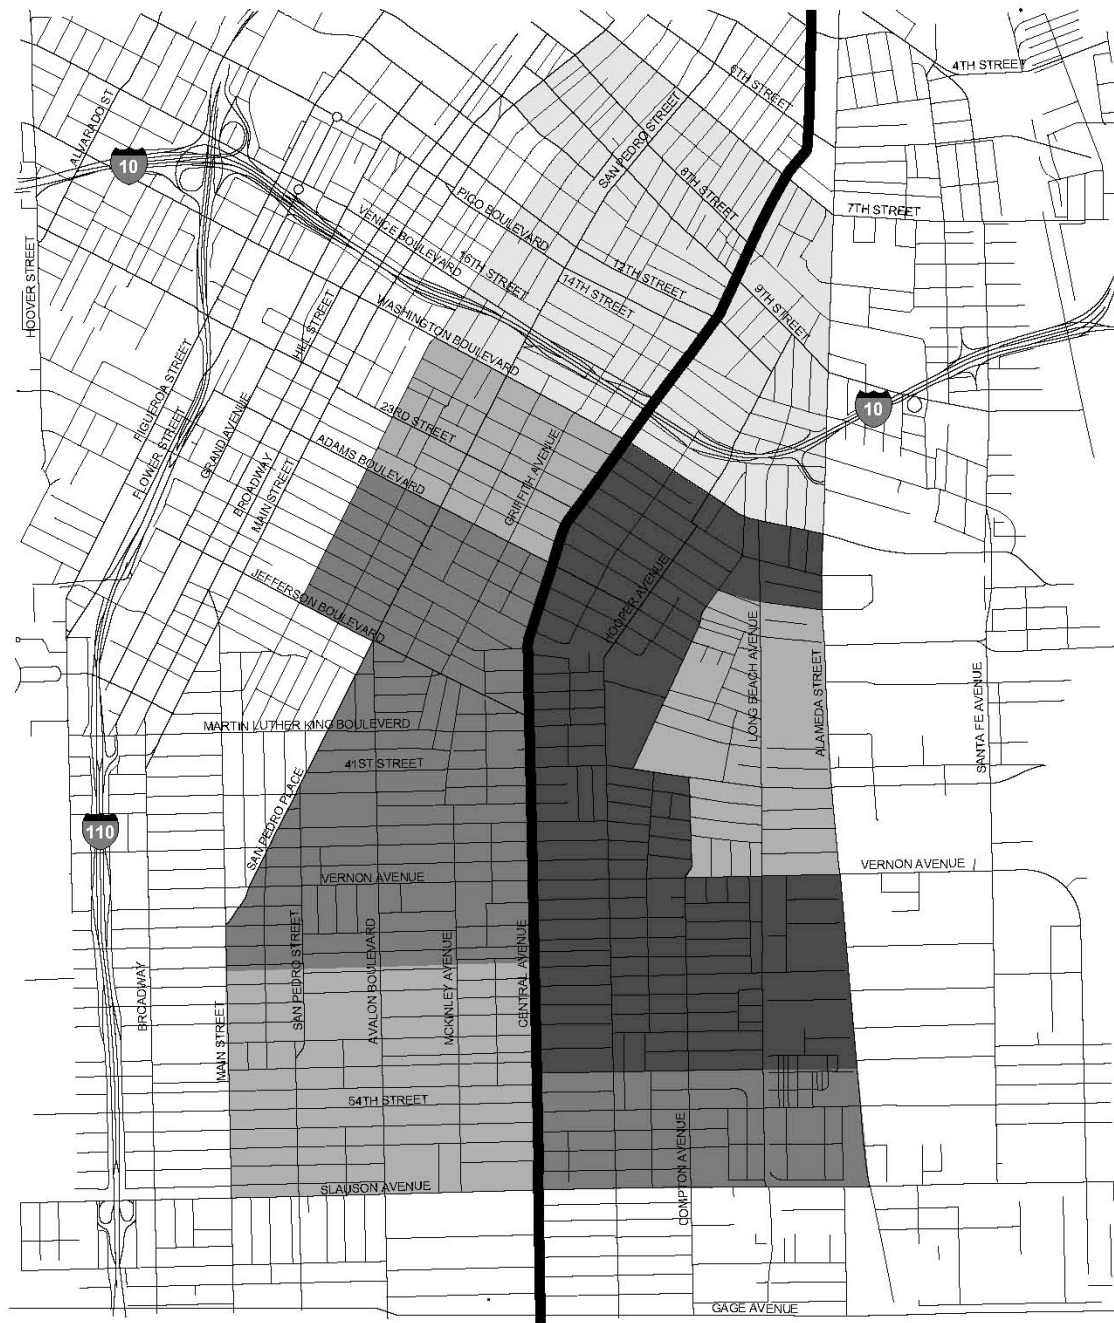 6TH STREET
4TH STREET
ALVARADO ST
10
SAN PEDRO STREET
8TH STREET
7TH STREET
PICO BOULEVARD
VENICE BOULEVARD
16TH STREET
12TH STREET
14TH STREET
9TH STREET
HOOVER STREET
WASHINGTON BOULEVARD
HILL STREET
FIGUEROA STREET
FLOWER STREET
GRAND AVENUE
BROADWAY
MAIN STREET
23RD STREET
ADAMS BOULEVARD
GRIFFITH AVENUE
10
JEFFERSON BOULEVARD
HOOPER AVENUE
LONG BEACH AVENUE
ALAMEDA STREET
SANTA FE AVENUE
MARTIN LUTHER KING BOULEVERD
41ST STREET
SAN PEDRO PLACE
110
VERNON AVENUE
VERNON AVENUE
BROADWAY
MAIN STREET
SAN PEDRO STREET
AVALON BOULEVARD
MCKINLEY AVENUE
CENTRAL AVENUE
54TH STREET
COMPTON AVENUE
SLAUSON AVENUE
GAGE AVENUE